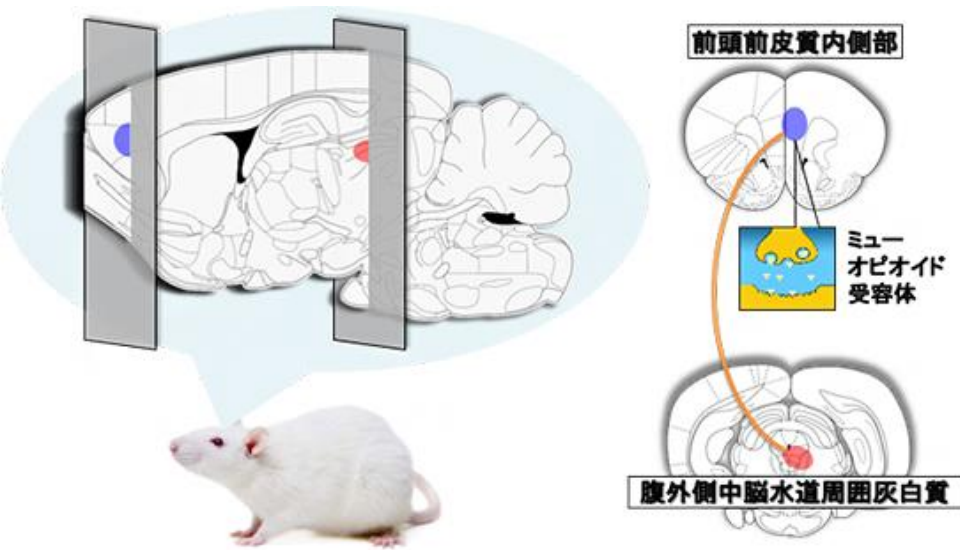 前頭前皮質内側部
ミュー
オピオイド
受容体
腹外側中脳水道周囲灰白質